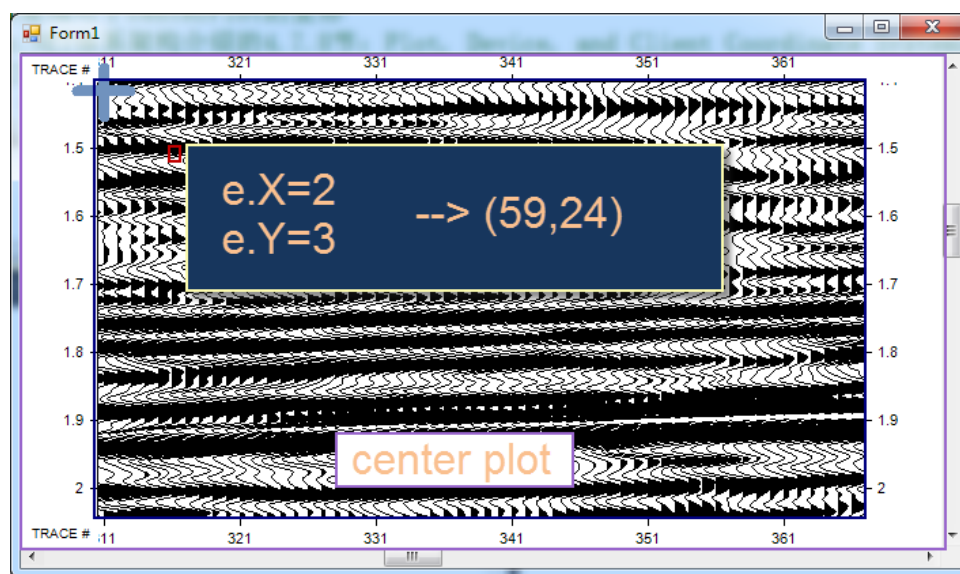 Form1
TRACE # 321 331 341 351 361
1.5 1.5
e.X=2
e.Y=3
--> (59,24)
1.6 1.6
1.7 1.7
1.8 1.8
1.9 1.9
center plot
2 2
TRACE # 321 331 341 351 361